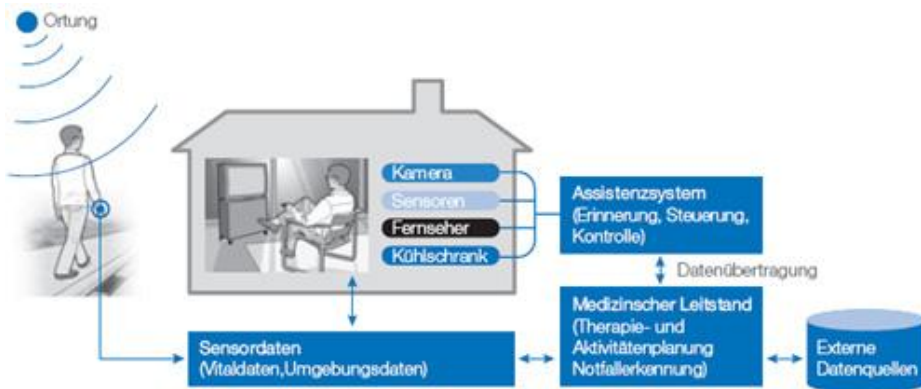 Ortung
Kamera
Sensoren
Fernseher
Kühlschrank
Assistenzsystem
(Erinnerung, Steuerung,
Kontrolle)
Datenübertragung
Medizinscher Leitstand
(Therapie- und
Aktivitätenplanung
Notfallerkennung)
Sensordaten
(Vitaldaten,Umgebungsdaten)
Externe
Datenquellen